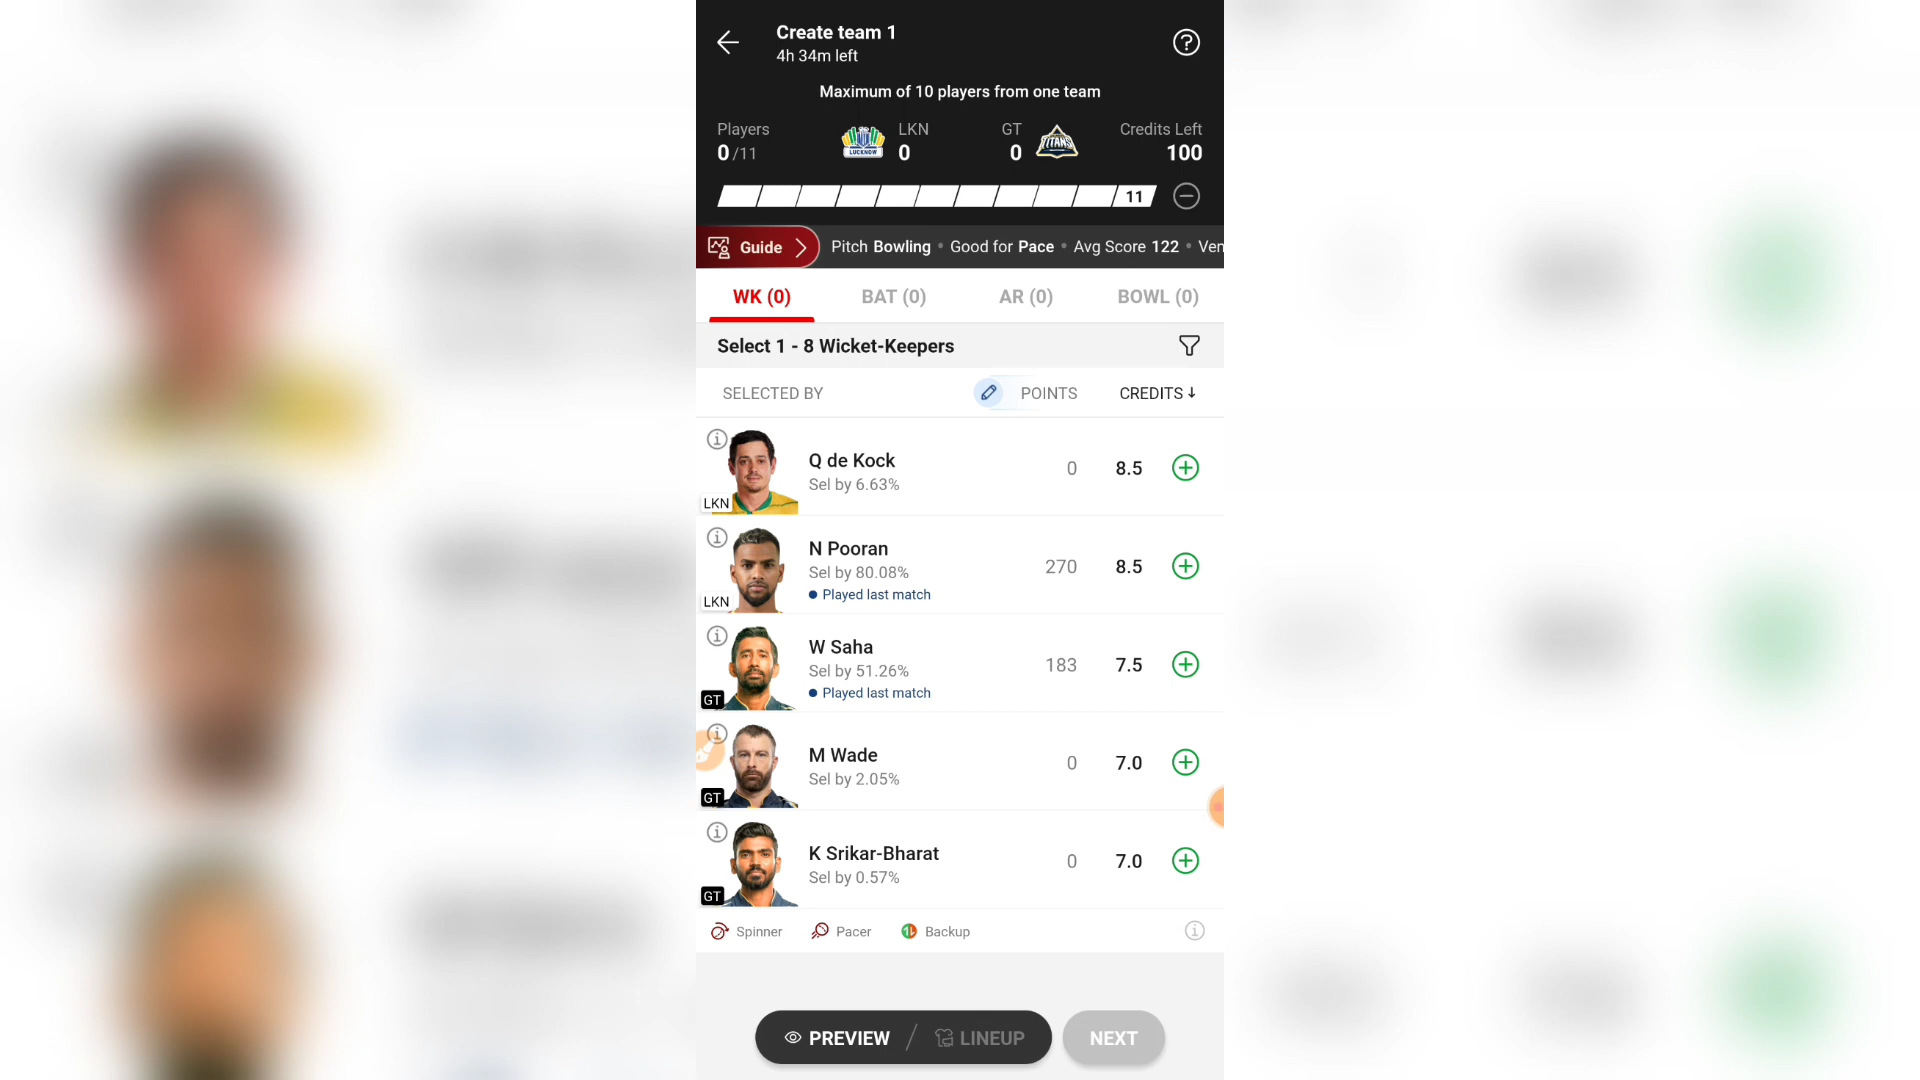 Create team 1
4h 34m left
Maximum of 10 players from one team
Players
0/11
LUCKNOW
LKN
0
GT
0
TITANS
Credits Left
100
11
Guide
Pitch Bowling • Good for Pace • Avg Score 122 • Ven
WK (0)
BAT (0)
AR (0)
BOWL (0)
Select 1 - 8 Wicket-Keepers
SELECTED BY
POINTS
CREDITS ↓
Q de Kock
Sel by 6.63%
LKN
0
8.5
N Pooran
Sel by 80.08%
Played last match
LKN
270
8.5
W Saha
Sel by 51.26%
Played last match
GT
183
7.5
M Wade
Sel by 2.05%
GT
0
7.0
K Srikar-Bharat
Sel by 0.57%
GT
0
7.0
Spinner
Pacer
Backup
PREVIEW / LINEUP
NEXT